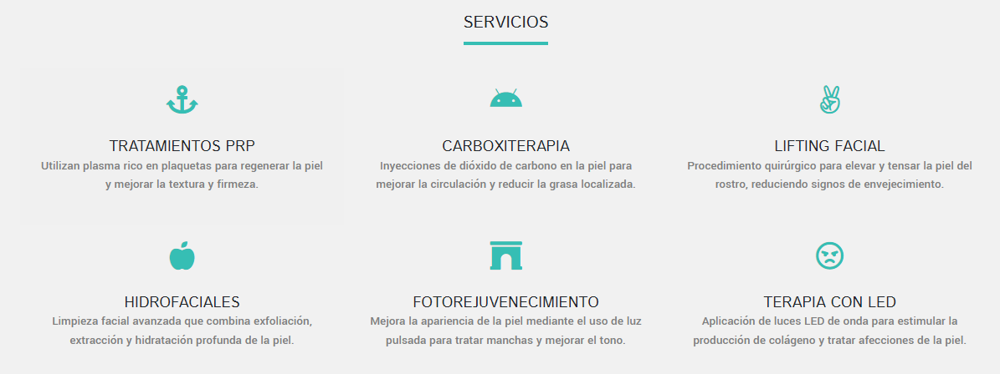 SERVICIOS
TRATAMIENTOS PRP
Utilizan plasma rico en plaquetas para regenerar la piel
y mejorar la textura y firmeza.
CARBOXITERAPIA
Inyecciones de dióxido de carbono en la piel para
mejorar la circulación y reducir la grasa localizada.
LIFTING FACIAL
Procedimiento quirúrgico para elevar y tensar la piel del
rostro, reduciendo signos de envejecimiento.
HIDROFACIALES
Limpieza facial avanzada que combina exfoliación,
extracción y hidratación profunda de la piel.
FOTOREJUVENECIMIENTO
Mejora la apariencia de la piel mediante el uso de luz
pulsada para tratar manchas y mejorar el tono.
TERAPIA CON LED
Aplicación de luces LED de onda para estimular la
producción de colágeno y tratar afecciones de la piel.